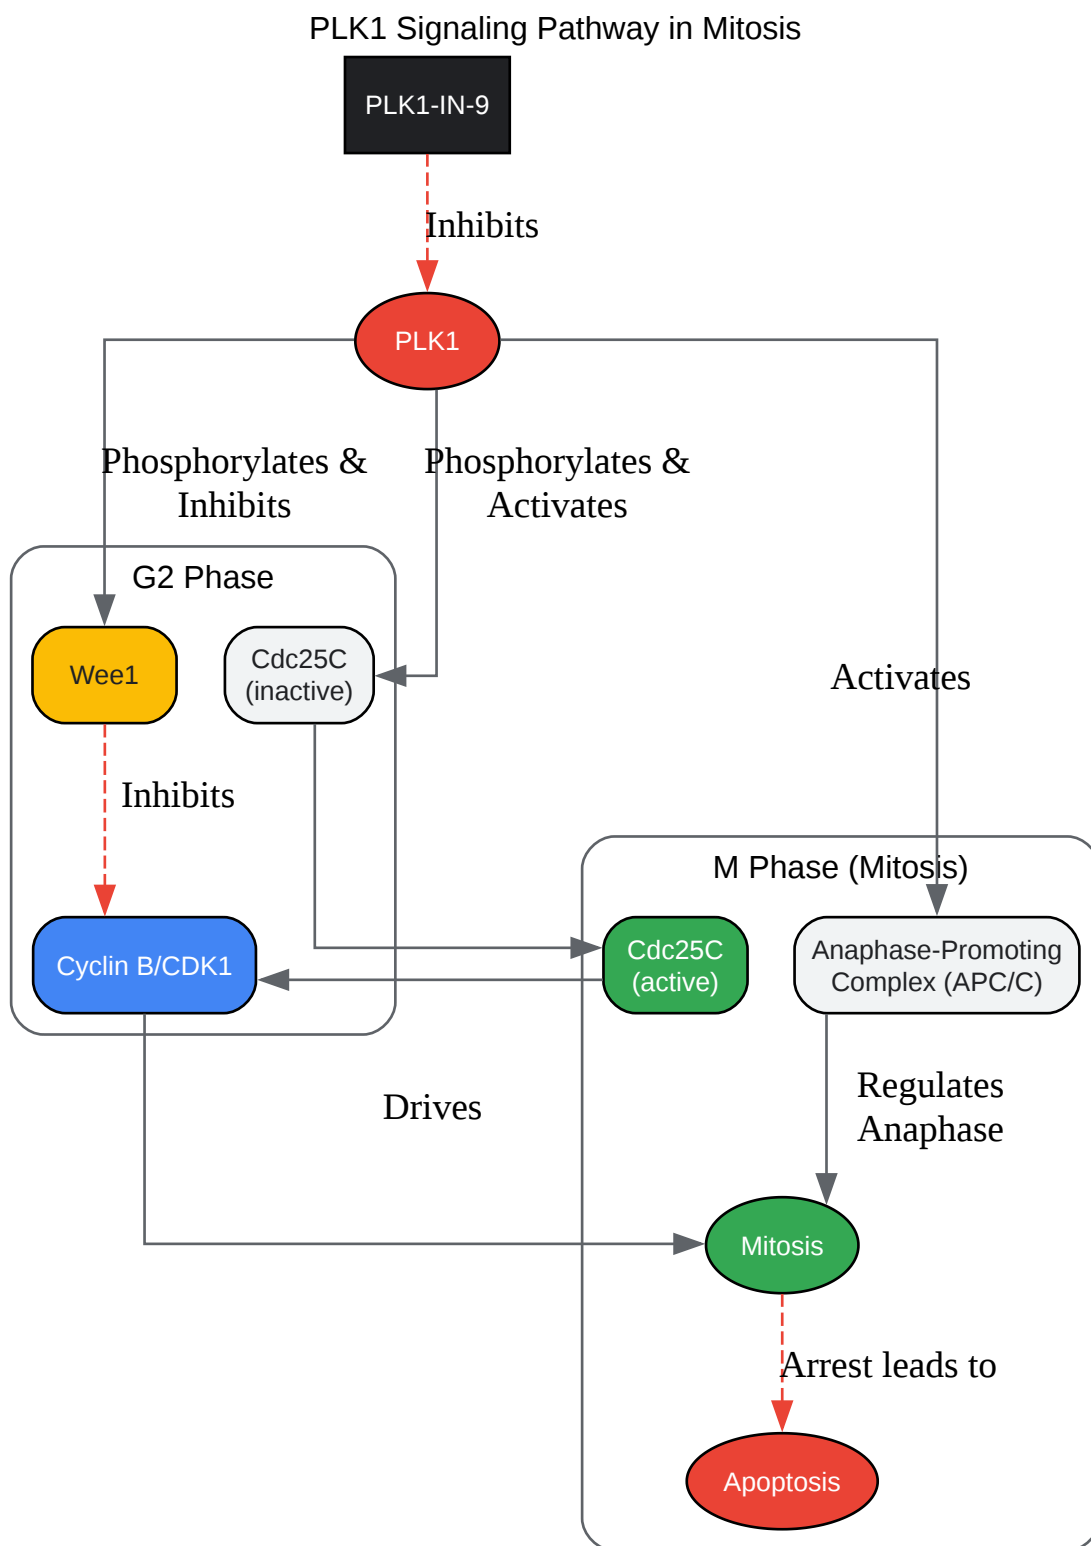 PLK1 Signaling Pathway in Mitosis
PLK1-IN-9
Inhibits
PLK1
Phosphorylates &
Inhibits
Phosphorylates &
Activates
G2 Phase
Wee1
Cdc25C
(inactive)
Activates
Inhibits
M Phase (Mitosis)
Cyclin B/CDK1
Cdc25C
(active)
Anaphase-Promoting
Complex (APC/C)
Drives
Regulates
Anaphase
Mitosis
Arrest leads to
Apoptosis